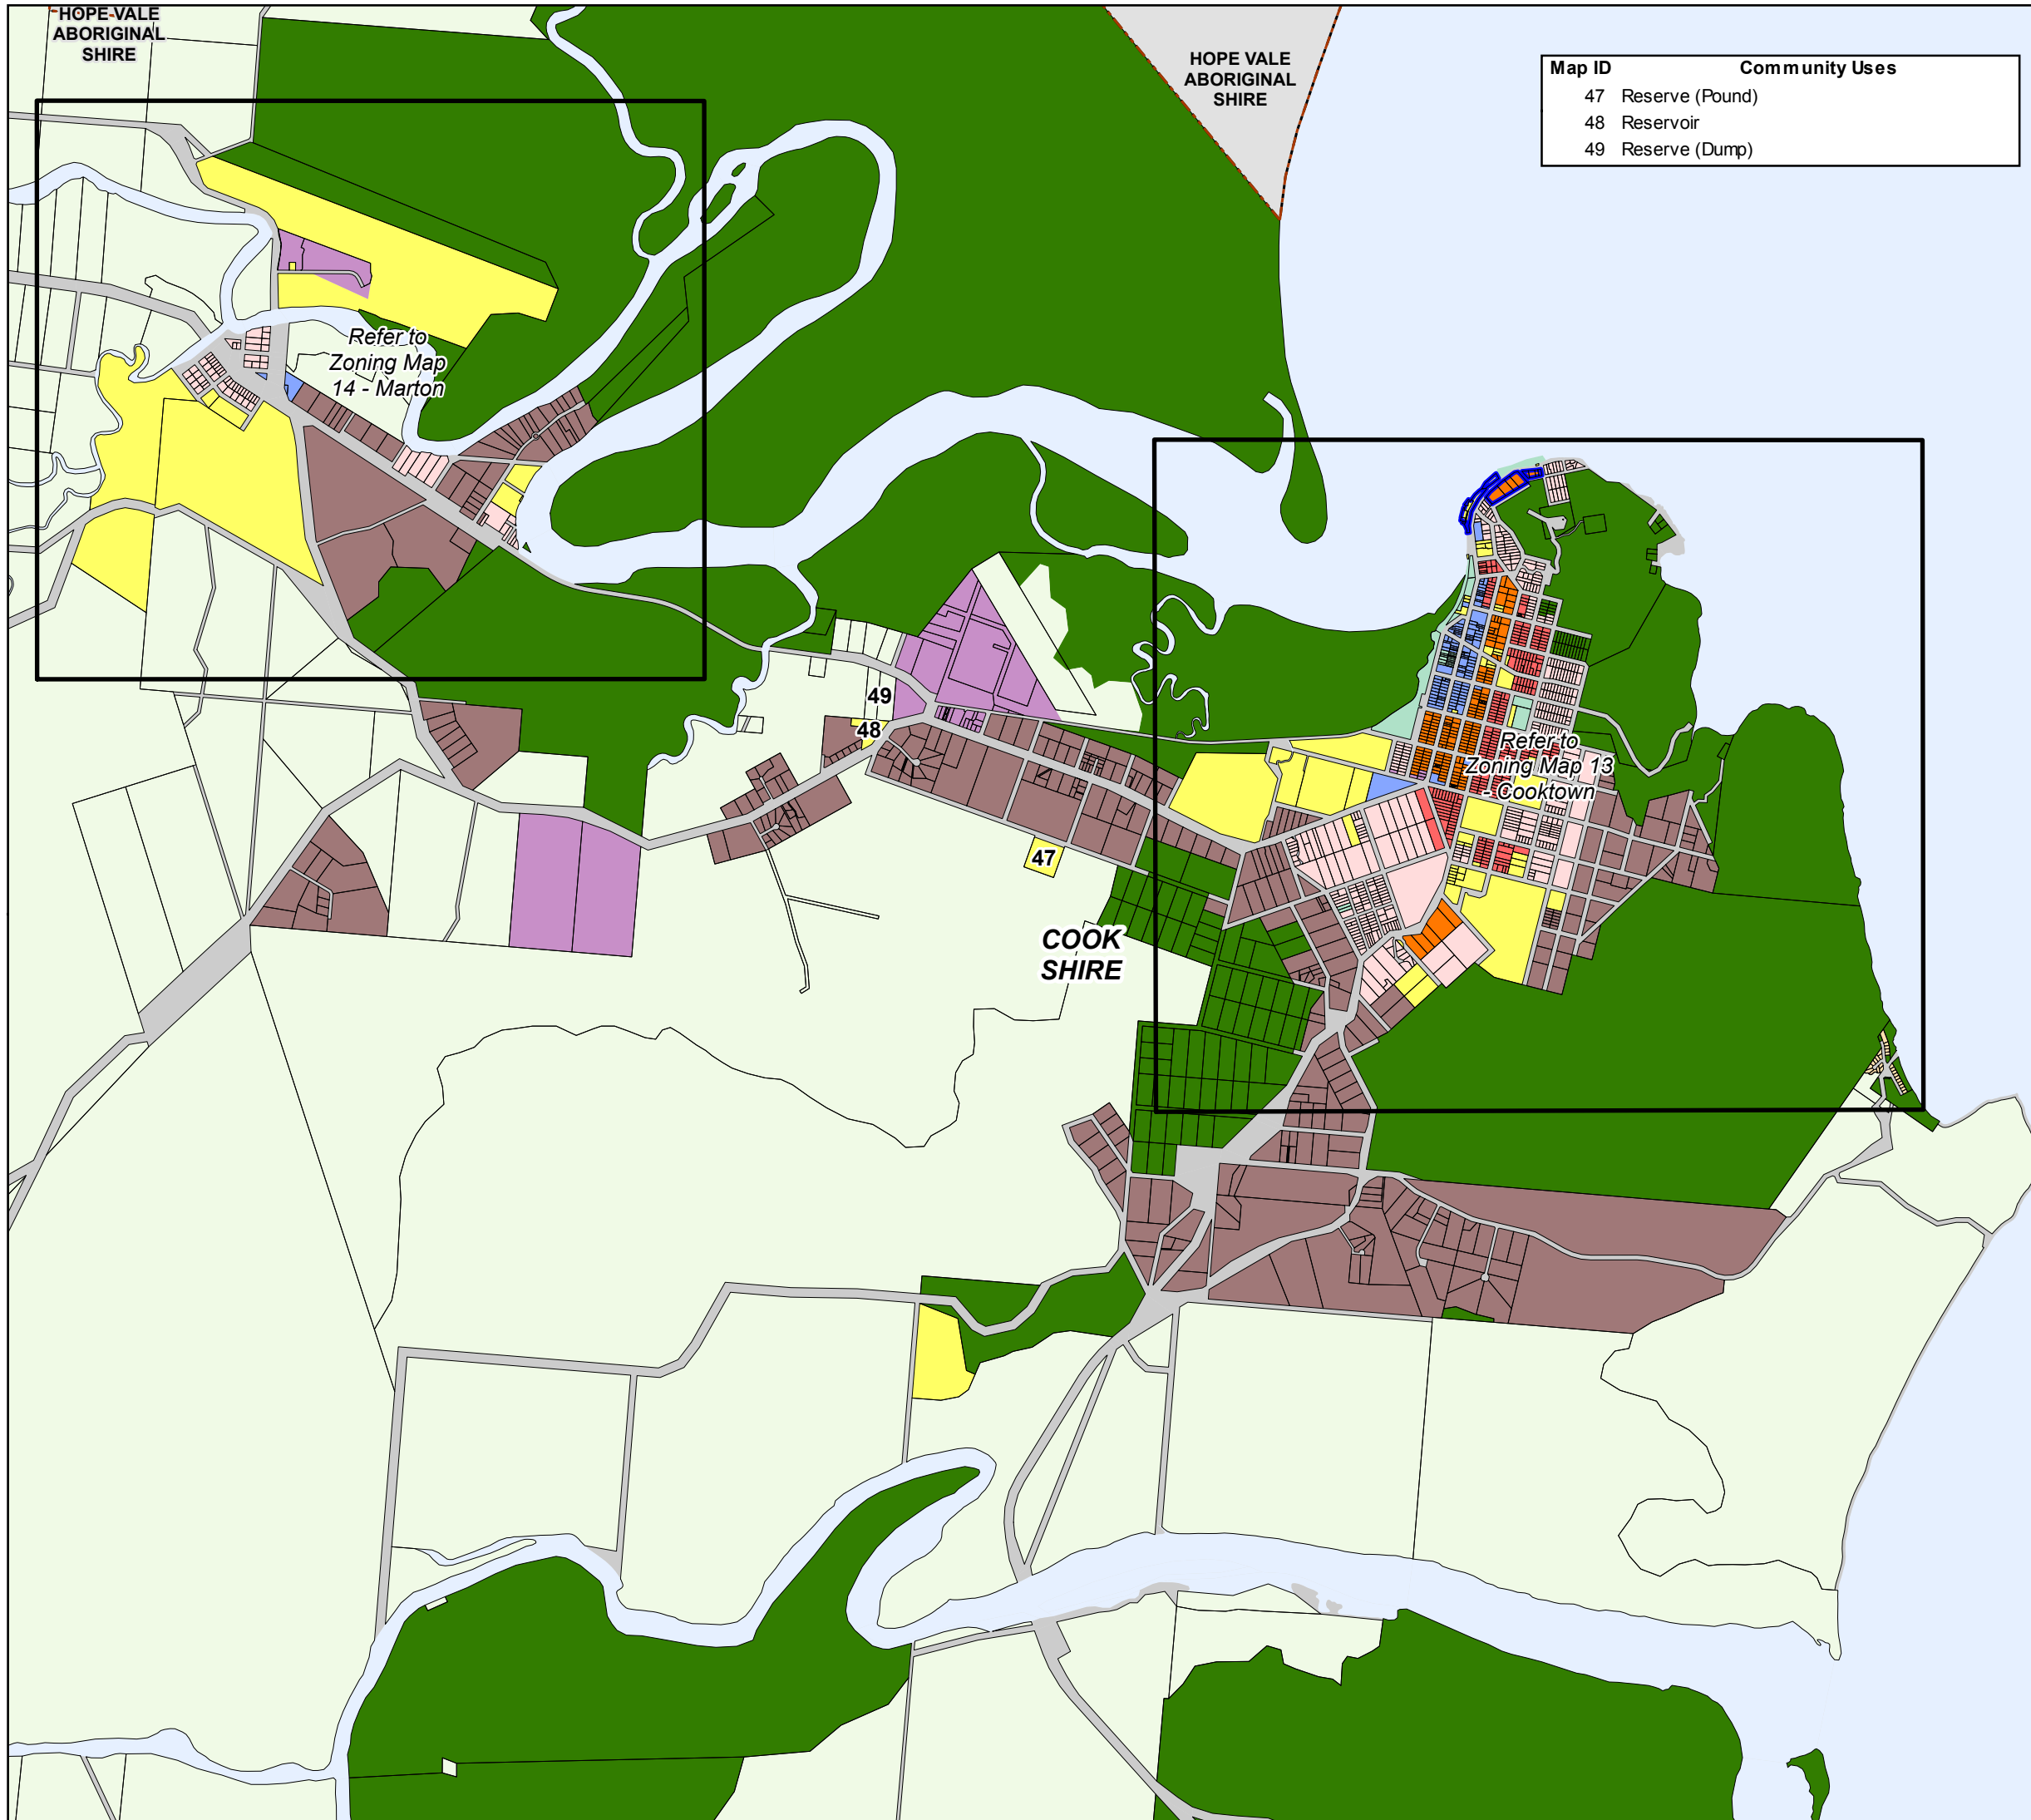 HOPE VALE
ABORIGINAL
SHIRE
HOPE VALE
ABORIGINAL
SHIRE
Map ID Community Uses
47 Reserve (Pound)
48 Reservoir
49 Reserve (Dump)
Refer to
Zoning Map
14 - Marton
49
48
Refer to
Zoning Map 13
- Cooktown
47
COOK
SHIRE